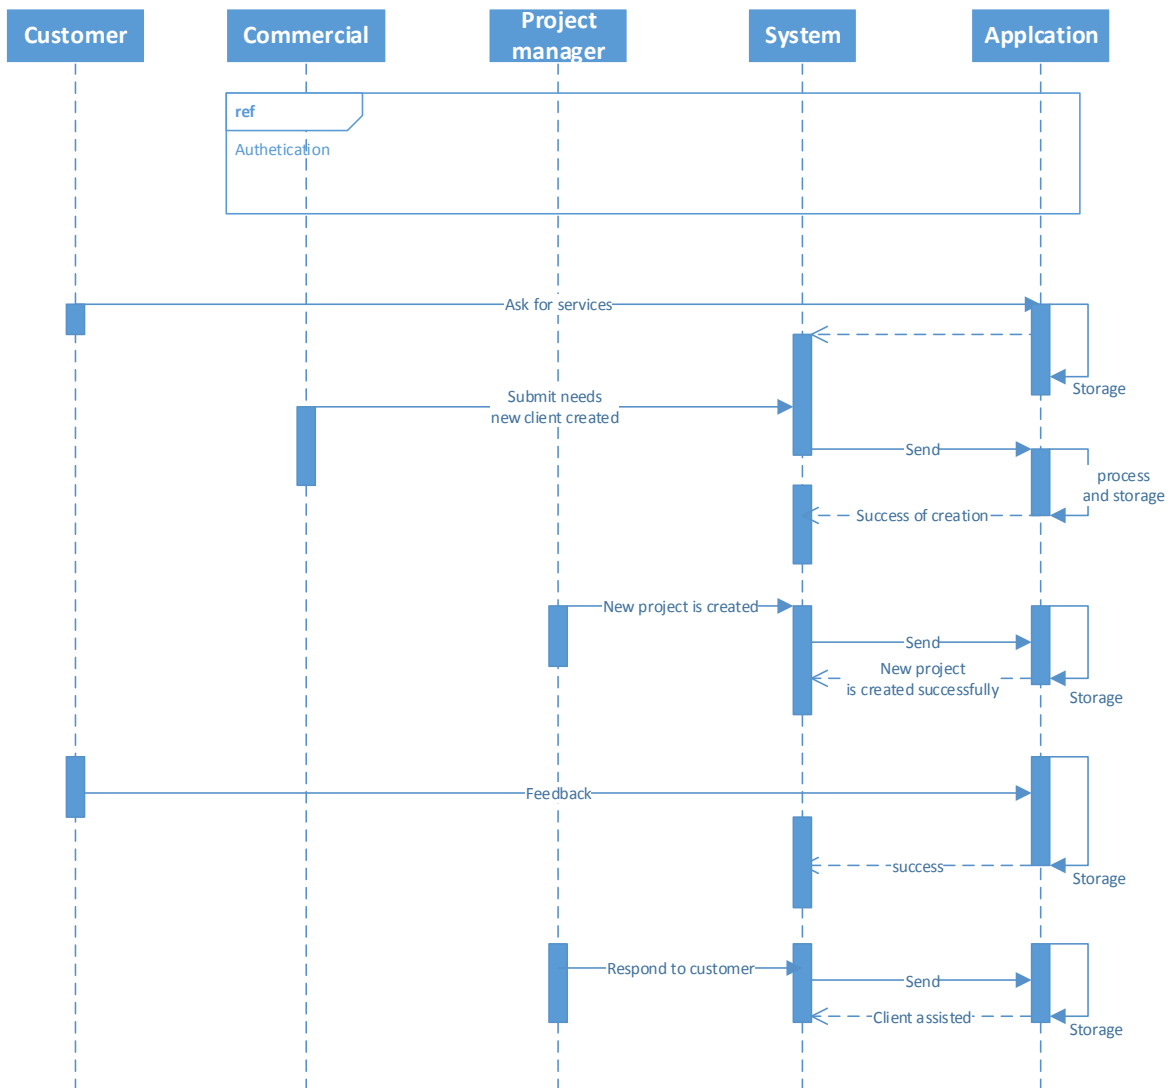 Customer
Commercial
Project
manager
System
Applcation
ref
Authetication
Ask for services
Storage
Submit needs
new client created
Send
process
and storage
Success of creation
New project is created
Send
New project
is created successfully
Storage
Feedback
success
Storage
Respond to customer
Send
Client assisted
Storage